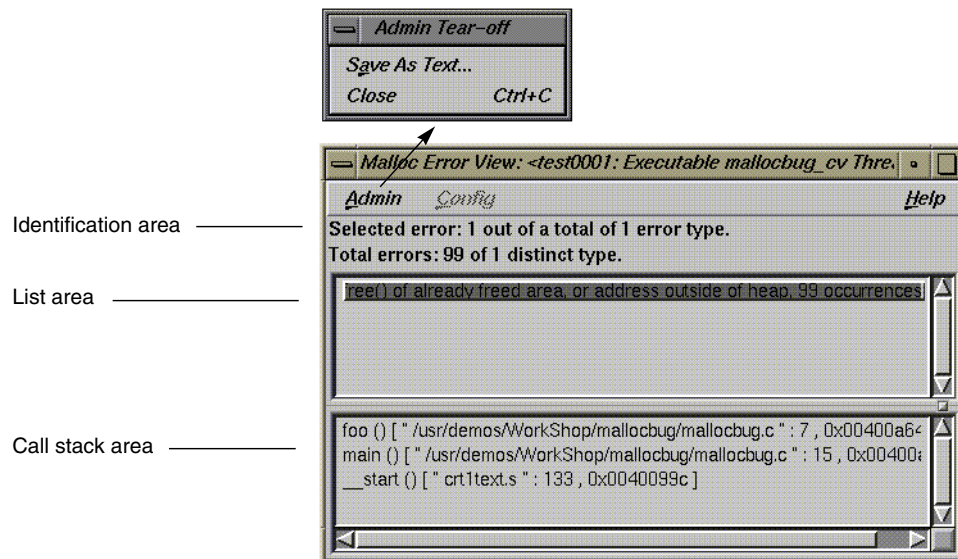 Admin Tear-off
Save As Text...
Close Ctrl+C
Malloc Error View: <test0001: Executable mallocbug_cv Thre
Admin Config Help
Identification area
Selected error: 1 out of a total of 1 error type.
Total errors: 99 of 1 distinct type.
List area
ree() of already freed area, or address outside of heap, 99 occurrences
Call stack area
foo () [ " /usr/demos/WorkShop/mallocbug/mallocbug.c " : 7 , 0x00400a64
main () [ " /usr/demos/WorkShop/mallocbug/mallocbug.c " : 15 , 0x00400a
__start () [ " crt1text.s " : 133 , 0x0040099c ]